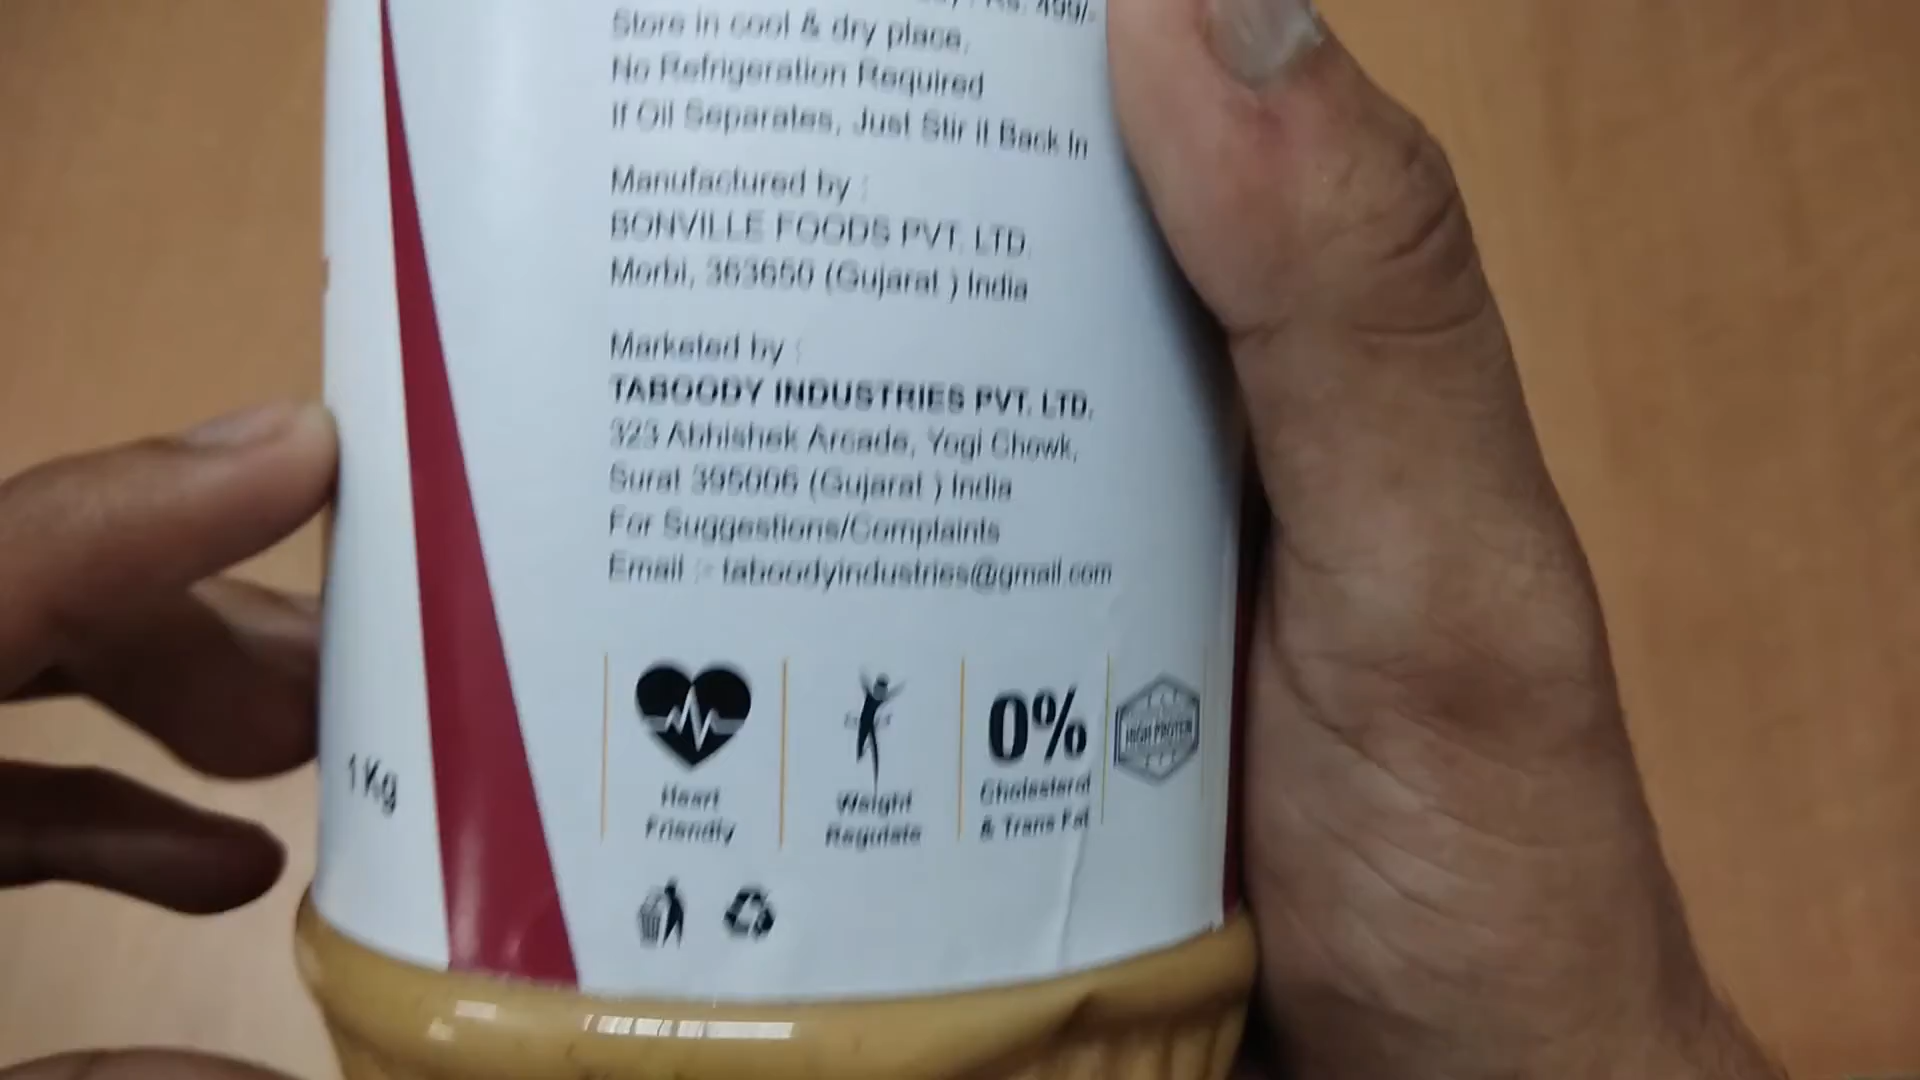 Rs. 499/-
Store in cool & dry place,
No Refrigeration Required
If Oil Separates, Just Stir it Back In
Manufactured by :
BONVILLE FOODS PVT. LTD.
Morbi, 363650 (Gujarat ) India
Marketed by :
TABOODY INDUSTRIES PVT. LTD.
323 Abhishek Arcade, Yogi Chowk,
Surat 395006 (Gujarat ) India
For Suggestions/Complaints
Email :- taboodyindustries@gmail.com
1 Kg
Heart
Friendly
Weight
Regulate
0%
Cholesterol
& Trans Fat
HIGH PROTEIN